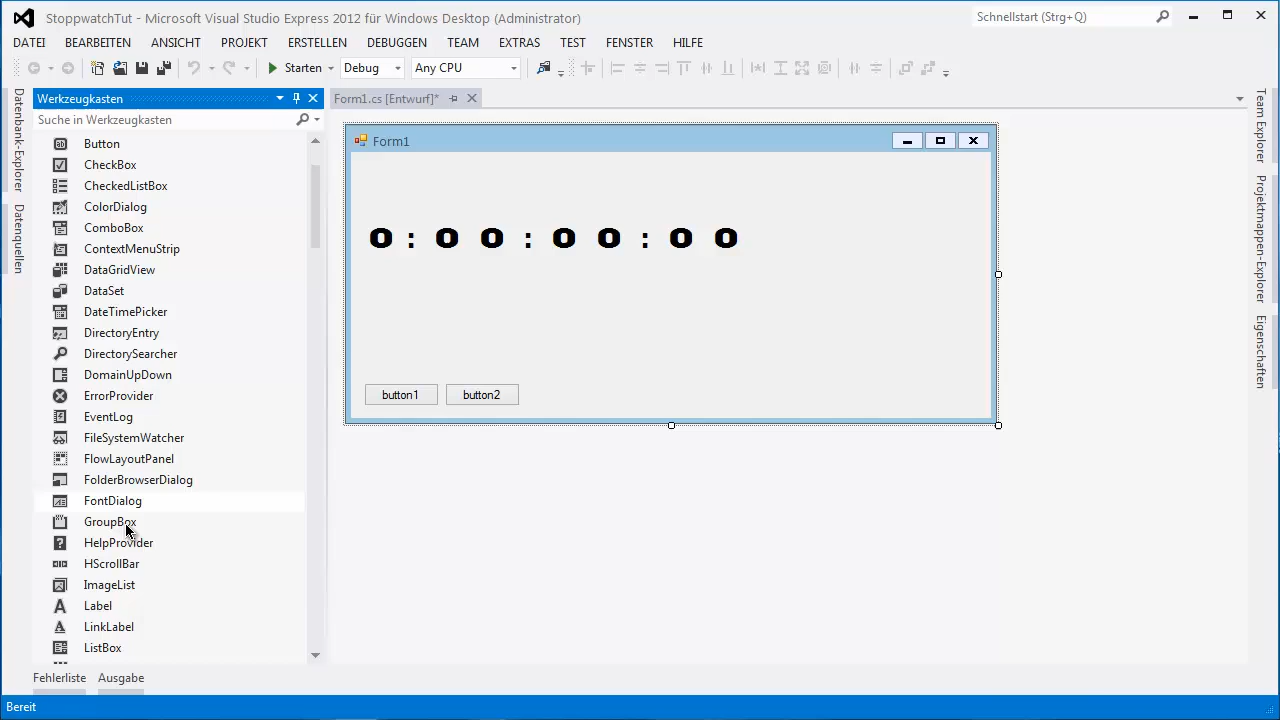 StoppwatchTut - Microsoft Visual Studio Express 2012 für Windows Desktop (Administrator)
Schnellstart (Strg+Q)
DATEI BEARBEITEN ANSICHT PROJEKT ERSTELLEN DEBUGGEN TEAM EXTRAS TEST FENSTER HILFE
Starten Debug Any CPU
Werkzeugkasten
Suche in Werkzeugkasten
Button
CheckBox
CheckedListBox
ColorDialog
ComboBox
ContextMenuStrip
DataGridView
DataSet
DateTimePicker
DirectoryEntry
DirectorySearcher
DomainUpDown
ErrorProvider
EventLog
FileSystemWatcher
FlowLayoutPanel
FolderBrowserDialog
FontDialog
GroupBox
HelpProvider
HScrollBar
ImageList
Label
LinkLabel
ListBox
Datenbank-Explorer
Datenquellen
Form1.cs [Entwurf]*
Form1
0 : 0 0 : 0 0 : 0 0
button1 button2
Team Explorer
Projektmappen-Explorer
Eigenschaften
Fehlerliste Ausgabe
Bereit